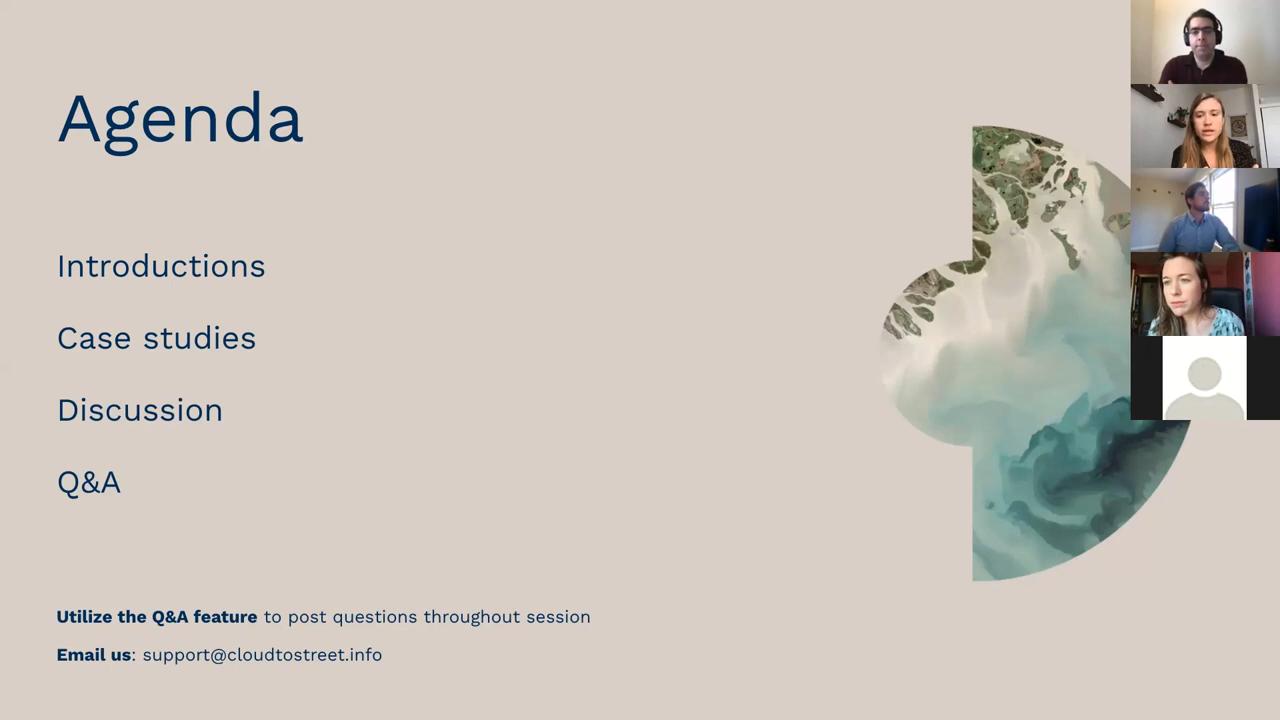 Agenda
Introductions
Case studies
Discussion
Q&A
Utilize the Q&A feature to post questions throughout session
Email us: support@cloudtostreet.info